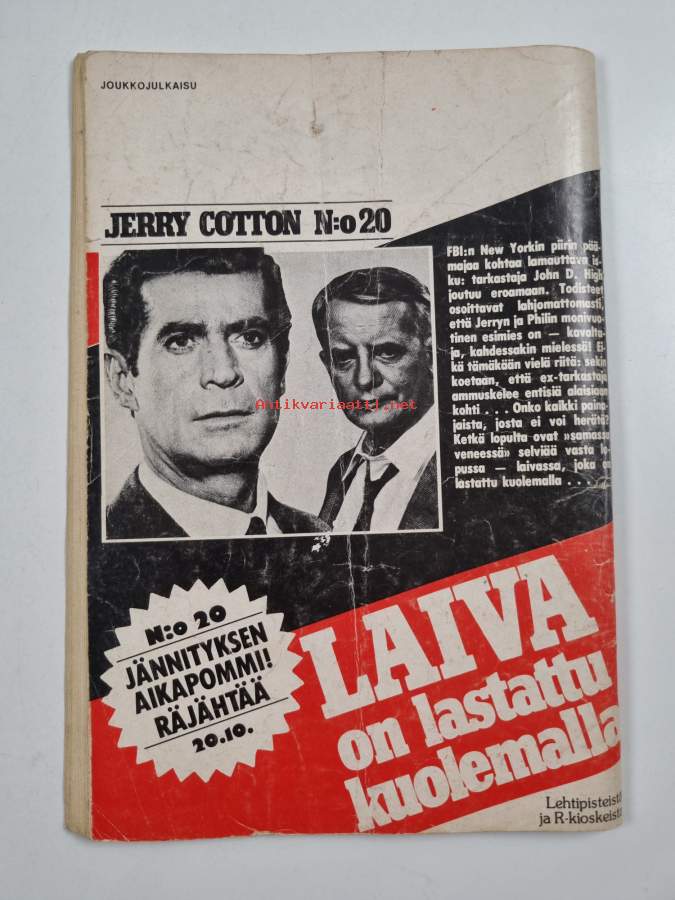 JOUKKOJULKAISU
JERRY COTTON N:o 20
FBI:n New Yorkin piirin pää-
majaa kohtaa lamauttava is-
ku: tarkastaja John D. High
joutuu eroamaan. Todisteet
osoittavat lahjomattomasti,
että Jerryn ja Philin monivuo-
tinen esimies on — kavalta-
ja, kahdessakin mielessä! Ei-
kä tämäkään vielä riitä: sekin
koetaan, että ex-tarkastaja
ammuskelee entisiä alaisiaan
kohti . . . Onko kaikki paina-
jaista, josta ei voi herätä?
Ketkä lopulta ovat »samassa
veneessä» selviää vasta lo-
pussa — laivassa, joka on
lastattu kuolemalla . . . .
Antikvariaatti.net
N:o 20
JÄNNITYKSEN
AIKAPOMMI!
RÄJÄHTÄÄ
20.10.
LAIVA
on lastattu
kuolemalla
Lehtipisteistä
ja R-kioskeista